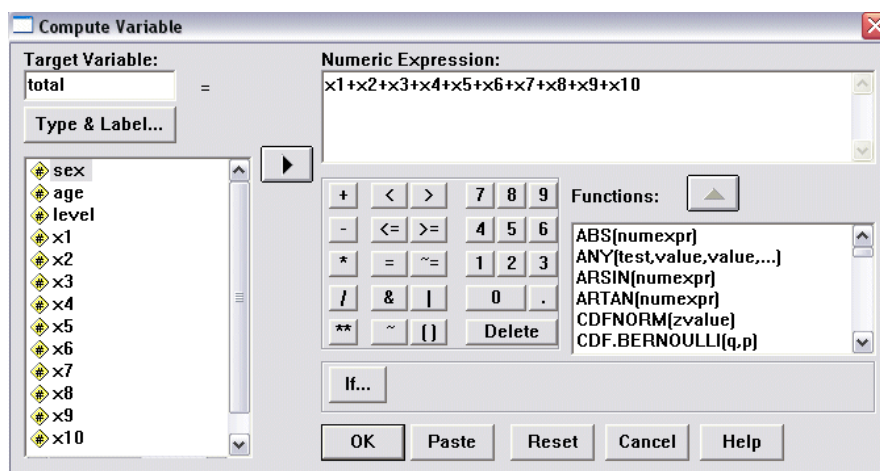 Compute Variable
Target Variable:
total
=
Type & Label...
sex
age
level
x1
x2
x3
x4
x5
x6
x7
x8
x9
x10
Numeric Expression:
x1+x2+x3+x4+x5+x6+x7+x8+x9+x10
+ < > 7 8 9
- <= >= 4 5 6
* = ~= 1 2 3
/ & | 0 .
** ~ () Delete
Functions:
ABS(numexpr)
ANY(test,value,value,...)
ARSIN(numexpr)
ARTAN(numexpr)
CDFNORM(zvalue)
CDF.BERNOULLI(q,p)
If...
OK Paste Reset Cancel Help